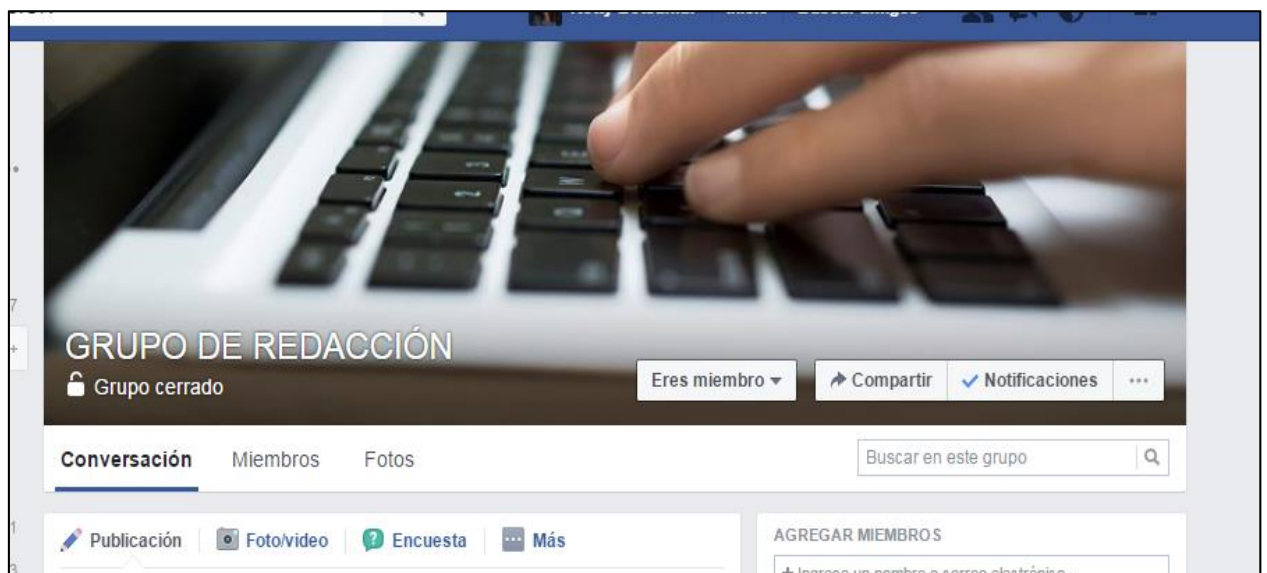 GRUPO DE REDACCIÓN
Grupo cerrado
Eres miembro
Compartir
Notificaciones
Conversación
Miembros
Fotos
Buscar en este grupo
Publicación
Foto/video
Encuesta
Más
AGREGAR MIEMBROS